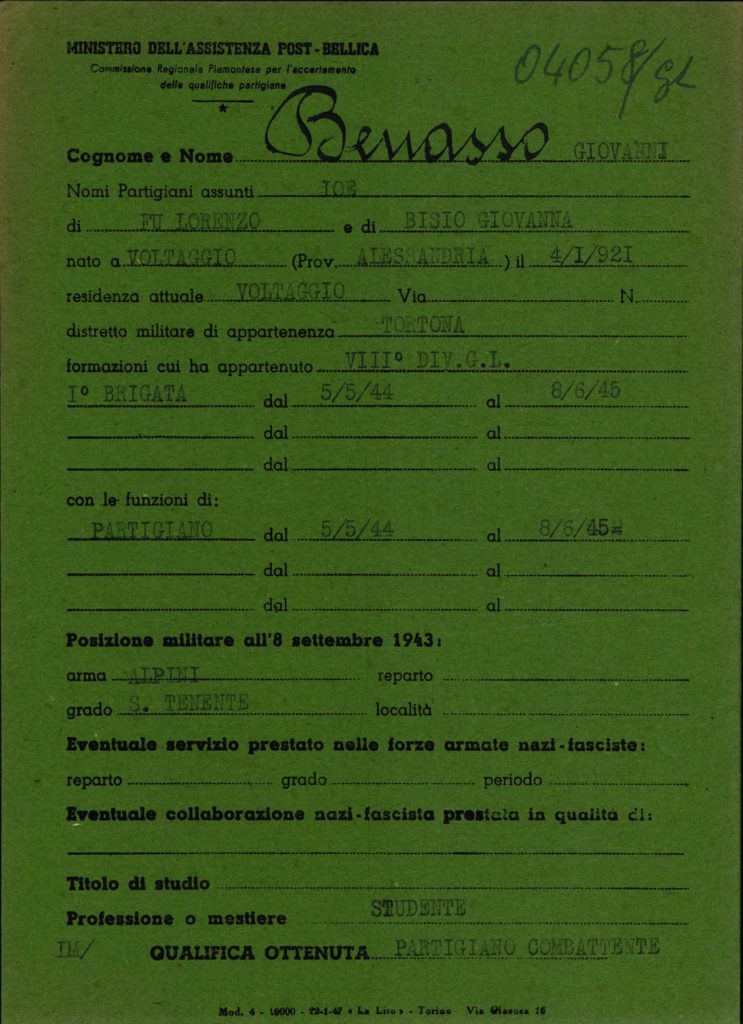 MINISTERO DELL'ASSISTENZA POST-BELLICA
Commissione Regionale Piemontese per l'accertamento
delle qualifiche partigiane
04058/gl
Cognome e Nome Benasso GIOVANNI
Nomi Partigiani assunti IOE
di FU LORENZO e di BISIO GIOVANNA
nato a VOLTAGGIO (Prov. ALESSANDRIA ) il 4/I/92I
residenza attuale VOLTAGGIO Via N.
distretto militare di appartenenza TORTONA
formazioni cui ha appartenuto VIII° DIV.G.L.
I° BRIGATA dal 5/5/44 al 8/6/45
dal al
dal al
con le funzioni di:
PARTIGIANO dal 5/5/44 al 8/6/45
dal al
dal al
Posizione militare all'8 settembre 1943:
arma ALPINI reparto
grado S. TENENTE località
Eventuale servizio prestato nelle forze armate nazi-fasciste:
reparto grado periodo
Eventuale collaborazione nazi-fascista prestata in qualità di:
Titolo di studio
Professione o mestiere STUDENTE
IM/ QUALIFICA OTTENUTA PARTIGIANO COMBATTENTE
Mod. 4 - 10000 - 22-1-47 « La Lito » - Torino Via Giacosa 16